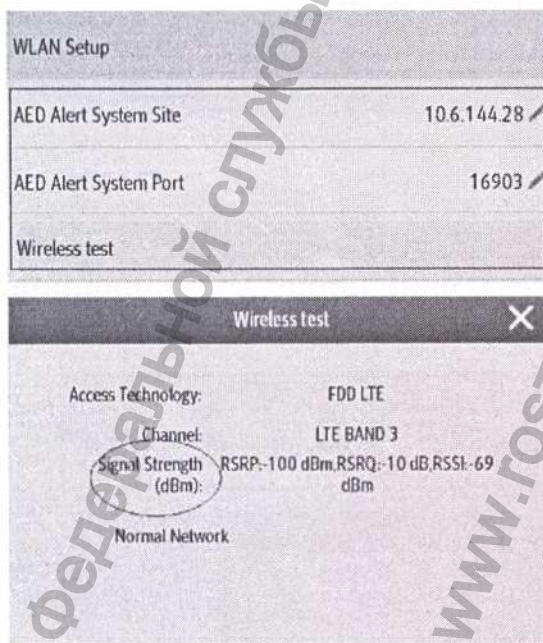 WLAN Setup
AED Alert System Site 10.6.144.28
AED Alert System Port 16903
Wireless test
Wireless test
Access Technology: FDD LTE
Channel: LTE BAND 3
Signal Strength RSRP:-100 dBm,RSRQ:-10 dB,RSSI:-69
(dBm): dBm
Normal Network
Федеральной службы
www.ros